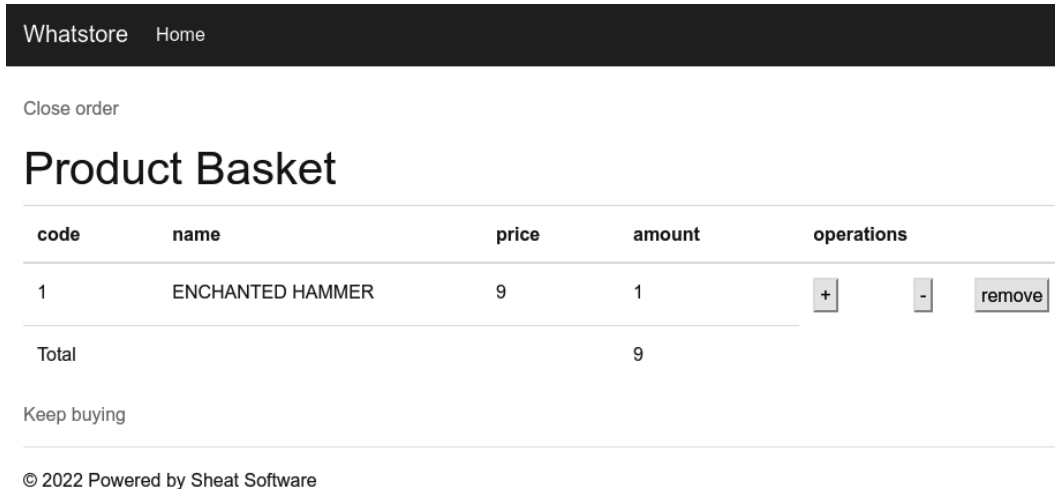 Whatstore Home
Close order
Product Basket
code name price amount operations
1 ENCHANTED HAMMER 9 1 + - remove
Total 9
Keep buying
© 2022 Powered by Sheat Software